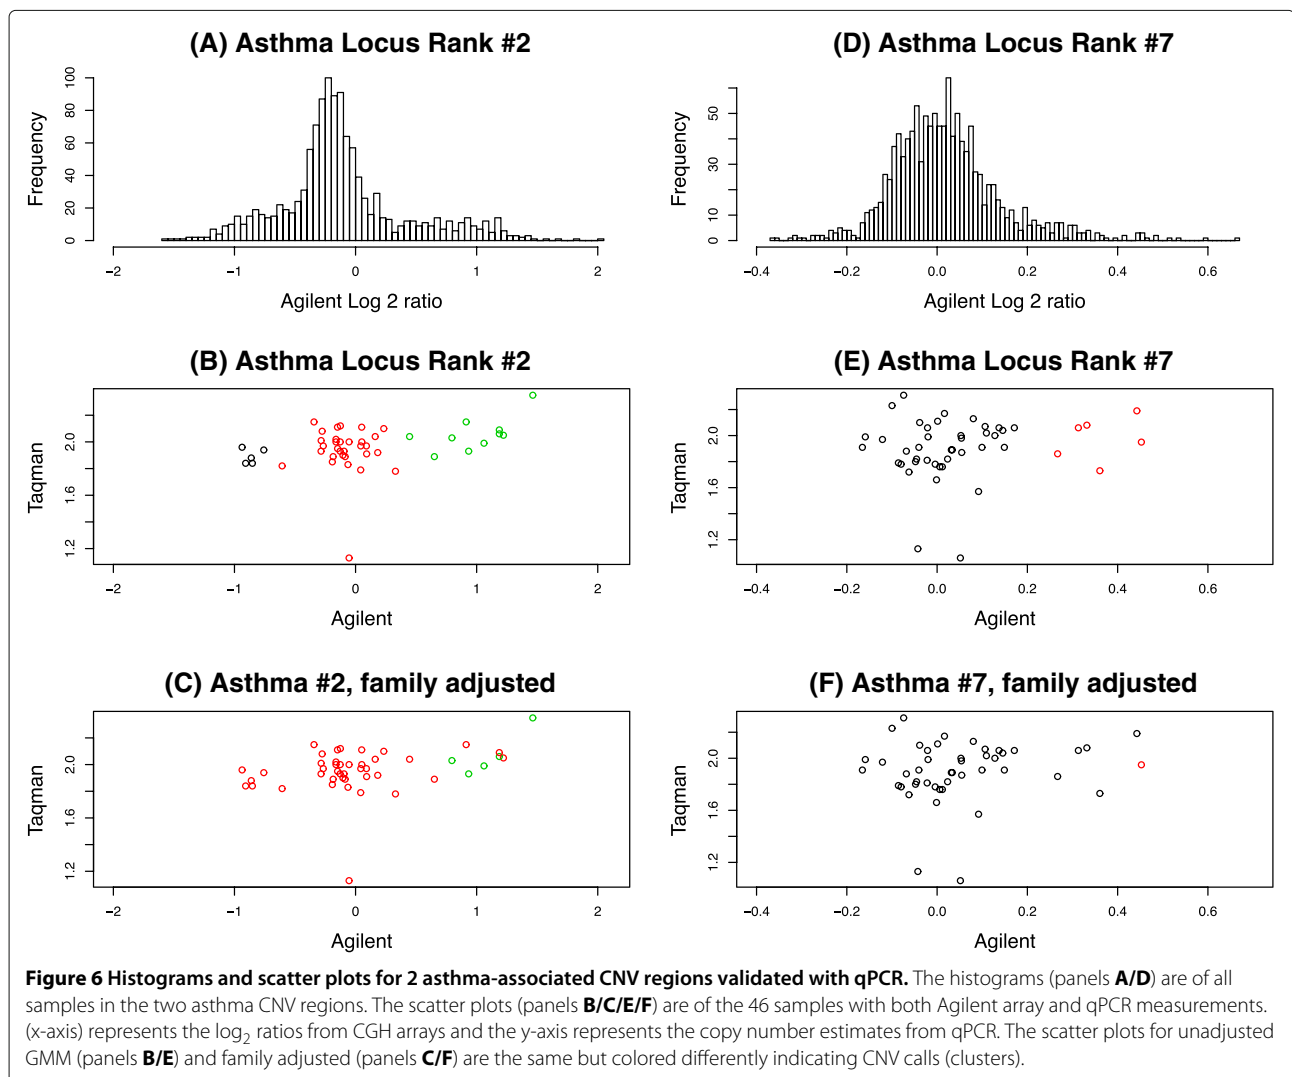 (A) Asthma Locus Rank #2
Frequency
0 20 40 60 80 100
−2 −1 0 1 2
Agilent Log 2 ratio
(D) Asthma Locus Rank #7
Frequency
0 10 30 50
−0.4 −0.2 0.0 0.2 0.4 0.6
Agilent Log 2 ratio
(B) Asthma Locus Rank #2
Taqman
1.2 1.6 2.0
−2 −1 0 1 2
Agilent
(E) Asthma Locus Rank #7
Taqman
1.2 1.6 2.0
−0.4 −0.2 0.0 0.2 0.4 0.6
Agilent
(C) Asthma #2, family adjusted
Taqman
1.2 1.6 2.0
−2 −1 0 1 2
Agilent
(F) Asthma #7, family adjusted
Taqman
1.2 1.6 2.0
−0.4 −0.2 0.0 0.2 0.4 0.6
Agilent
Figure 6 Histograms and scatter plots for 2 asthma-associated CNV regions validated with qPCR. The histograms (panels A/D) are of all
samples in the two asthma CNV regions. The scatter plots (panels B/C/E/F) are of the 46 samples with both Agilent array and qPCR measurements.
(x-axis) represents the log2 ratios from CGH arrays and the y-axis represents the copy number estimates from qPCR. The scatter plots for unadjusted
GMM (panels B/E) and family adjusted (panels C/F) are the same but colored differently indicating CNV calls (clusters).